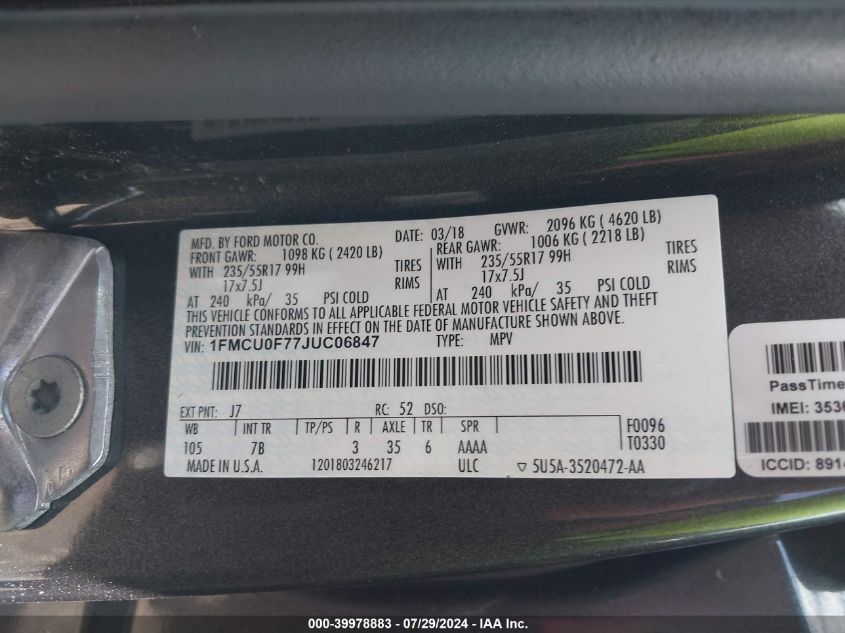 MFD. BY FORD MOTOR CO. DATE: 03/18 GVWR: 2096 KG ( 4620 LB)
FRONT GAWR: 1098 KG ( 2420 LB) REAR GAWR: 1006 KG ( 2218 LB)
WITH 235/55R17 99H TIRES WITH 235/55R17 99H TIRES
17x7.5J RIMS 17x7.5J RIMS
AT 240 kPa/ 35 PSI COLD AT 240 kPa/ 35 PSI COLD
THIS VEHICLE CONFORMS TO ALL APPLICABLE FEDERAL MOTOR VEHICLE SAFETY AND THEFT
PREVENTION STANDARDS IN EFFECT ON THE DATE OF MANUFACTURE SHOWN ABOVE.
VIN: 1FMCU0F77JUC06847 TYPE: MPV
EXT PNT: J7 RC: 52 DSO:
WB INT TR TP/PS R AXLE TR SPR F0096
105 7B 3 35 6 AAAA T0330
MADE IN U.S.A. 1201803246217 ULC 5U5A-3520472-AA
PassTime
IMEI: 3536
ICCID: 8914
000-39978883 / 07/29/2024 - IAA Inc.